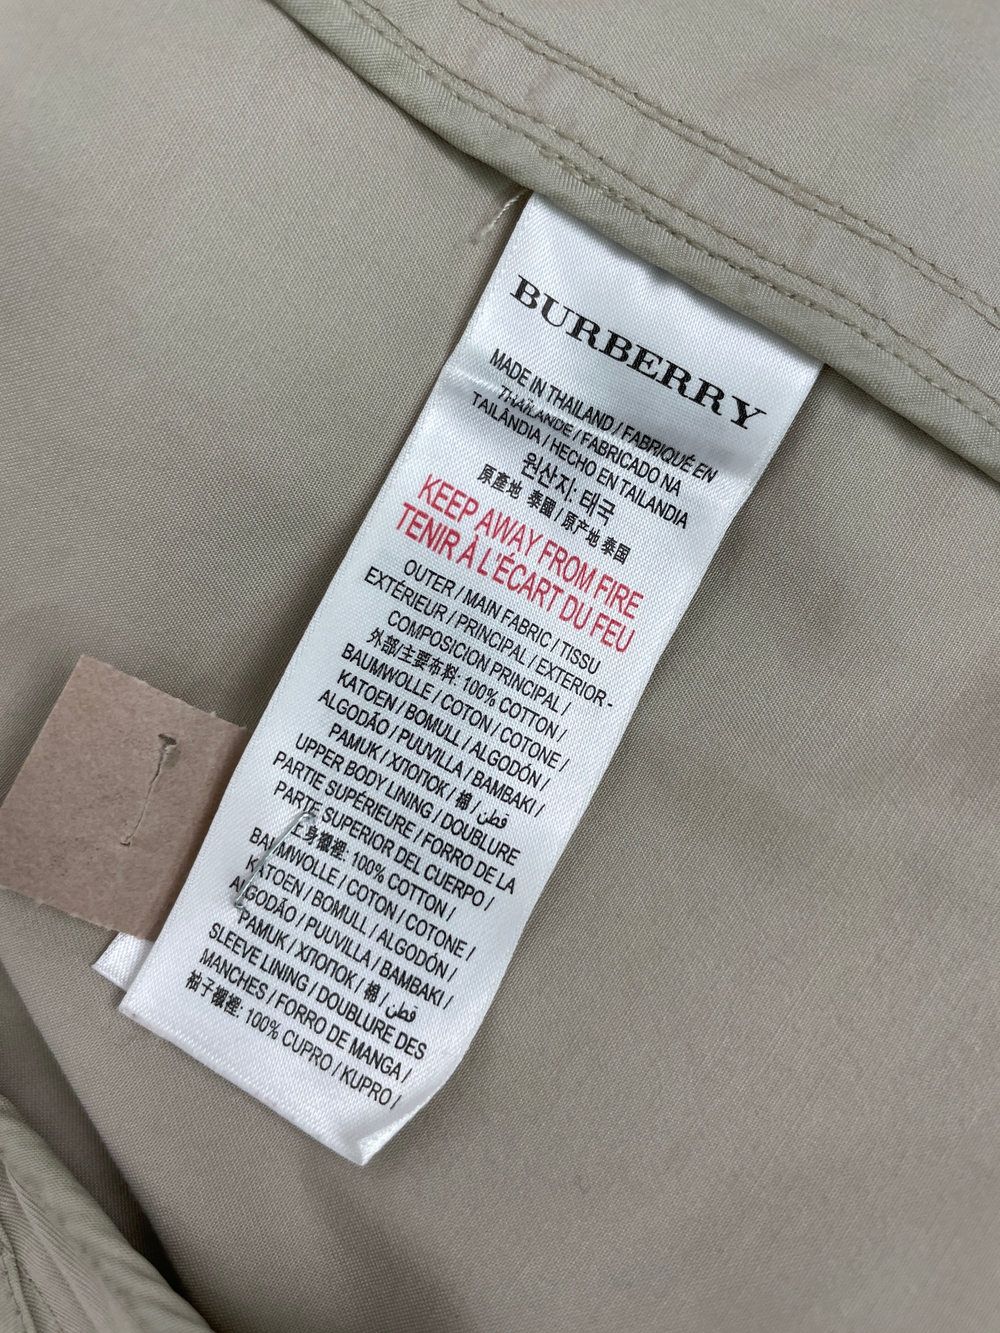 BURBERRY
MADE IN THAILAND / FABRIQUÉ EN
THAÏLANDE / FABRICADO NA
TAILÂNDIA / HECHO EN TAILANDIA
원산지: 태국
原產地 泰國 / 原产地 泰国
KEEP AWAY FROM FIRE
TENIR À L'ÉCART DU FEU
OUTER / MAIN FABRIC / TISSU
EXTÉRIEUR / PRINCIPAL / EXTERIOR -
COMPOSICION PRINCIPAL /
外部/主要布料: 100% COTTON /
BAUMWOLLE / COTON / COTONE /
KATOEN / BOMULL / ALGODÓN /
ALGODÃO / PUUVILLA / BAMBAKI /
PAMUK / ХЛОПОК / 棉 / قطن
UPPER BODY LINING / DOUBLURE
PARTIE SUPÉRIEURE / FORRO DE LA
PARTE SUPERIOR DEL CUERPO /
上身襯裡: 100% COTTON /
BAUMWOLLE / COTON / COTONE /
KATOEN / BOMULL / ALGODÓN /
ALGODÃO / PUUVILLA / BAMBAKI /
PAMUK / ХЛОПОК / 棉 / قطن
SLEEVE LINING / DOUBLURE DES
MANCHES / FORRO DE MANGA /
袖子襯裡: 100% CUPRO / KUPRO /